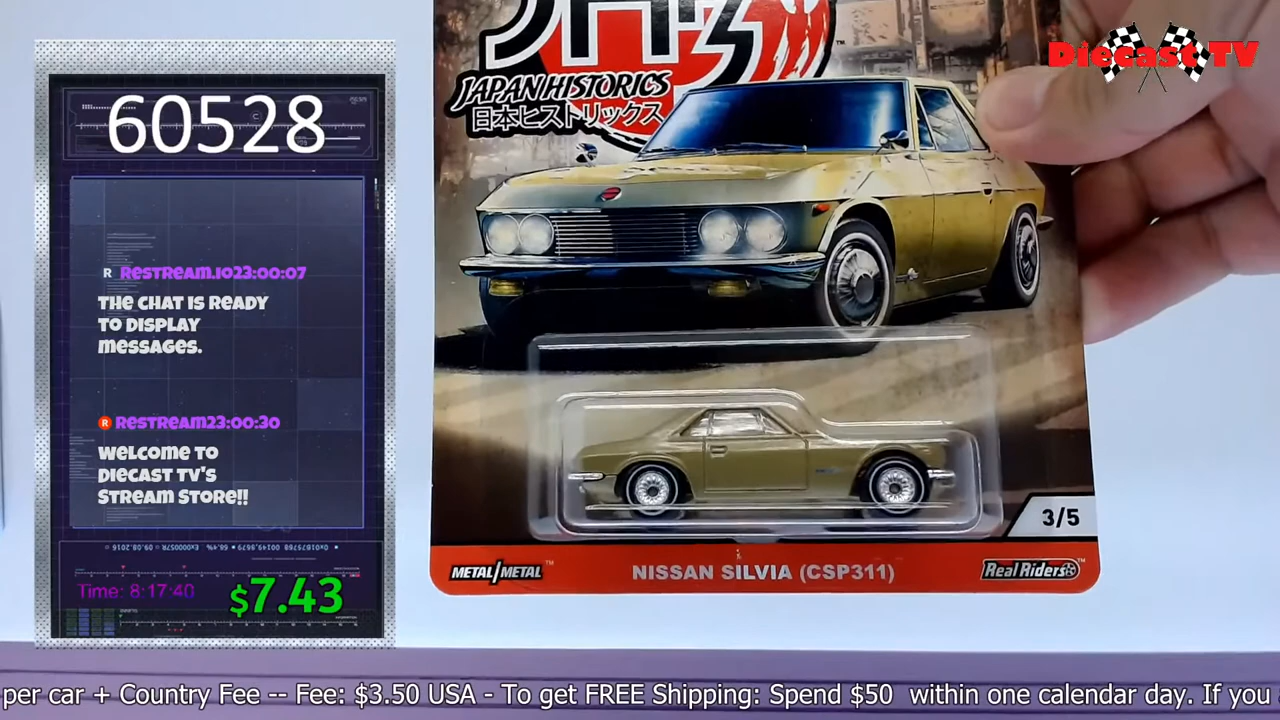 60528
Restream.io23:00:07
THE CHAT IS READY
TO DISPLAY
MESSAGES.
Restream23:00:30
WELCOME TO
DIECAST TV'S
STREAM STORE!!
Time: 8:17:40
$7.43
JAPAN HISTORICS
日本ヒストリックス
3/5
METAL/METAL™
NISSAN SILVIA (CSP311)
Real Riders
Diecast TV
per car + Country Fee -- Fee: $3.50 USA - To get FREE Shipping: Spend $50 within one calendar day. If you